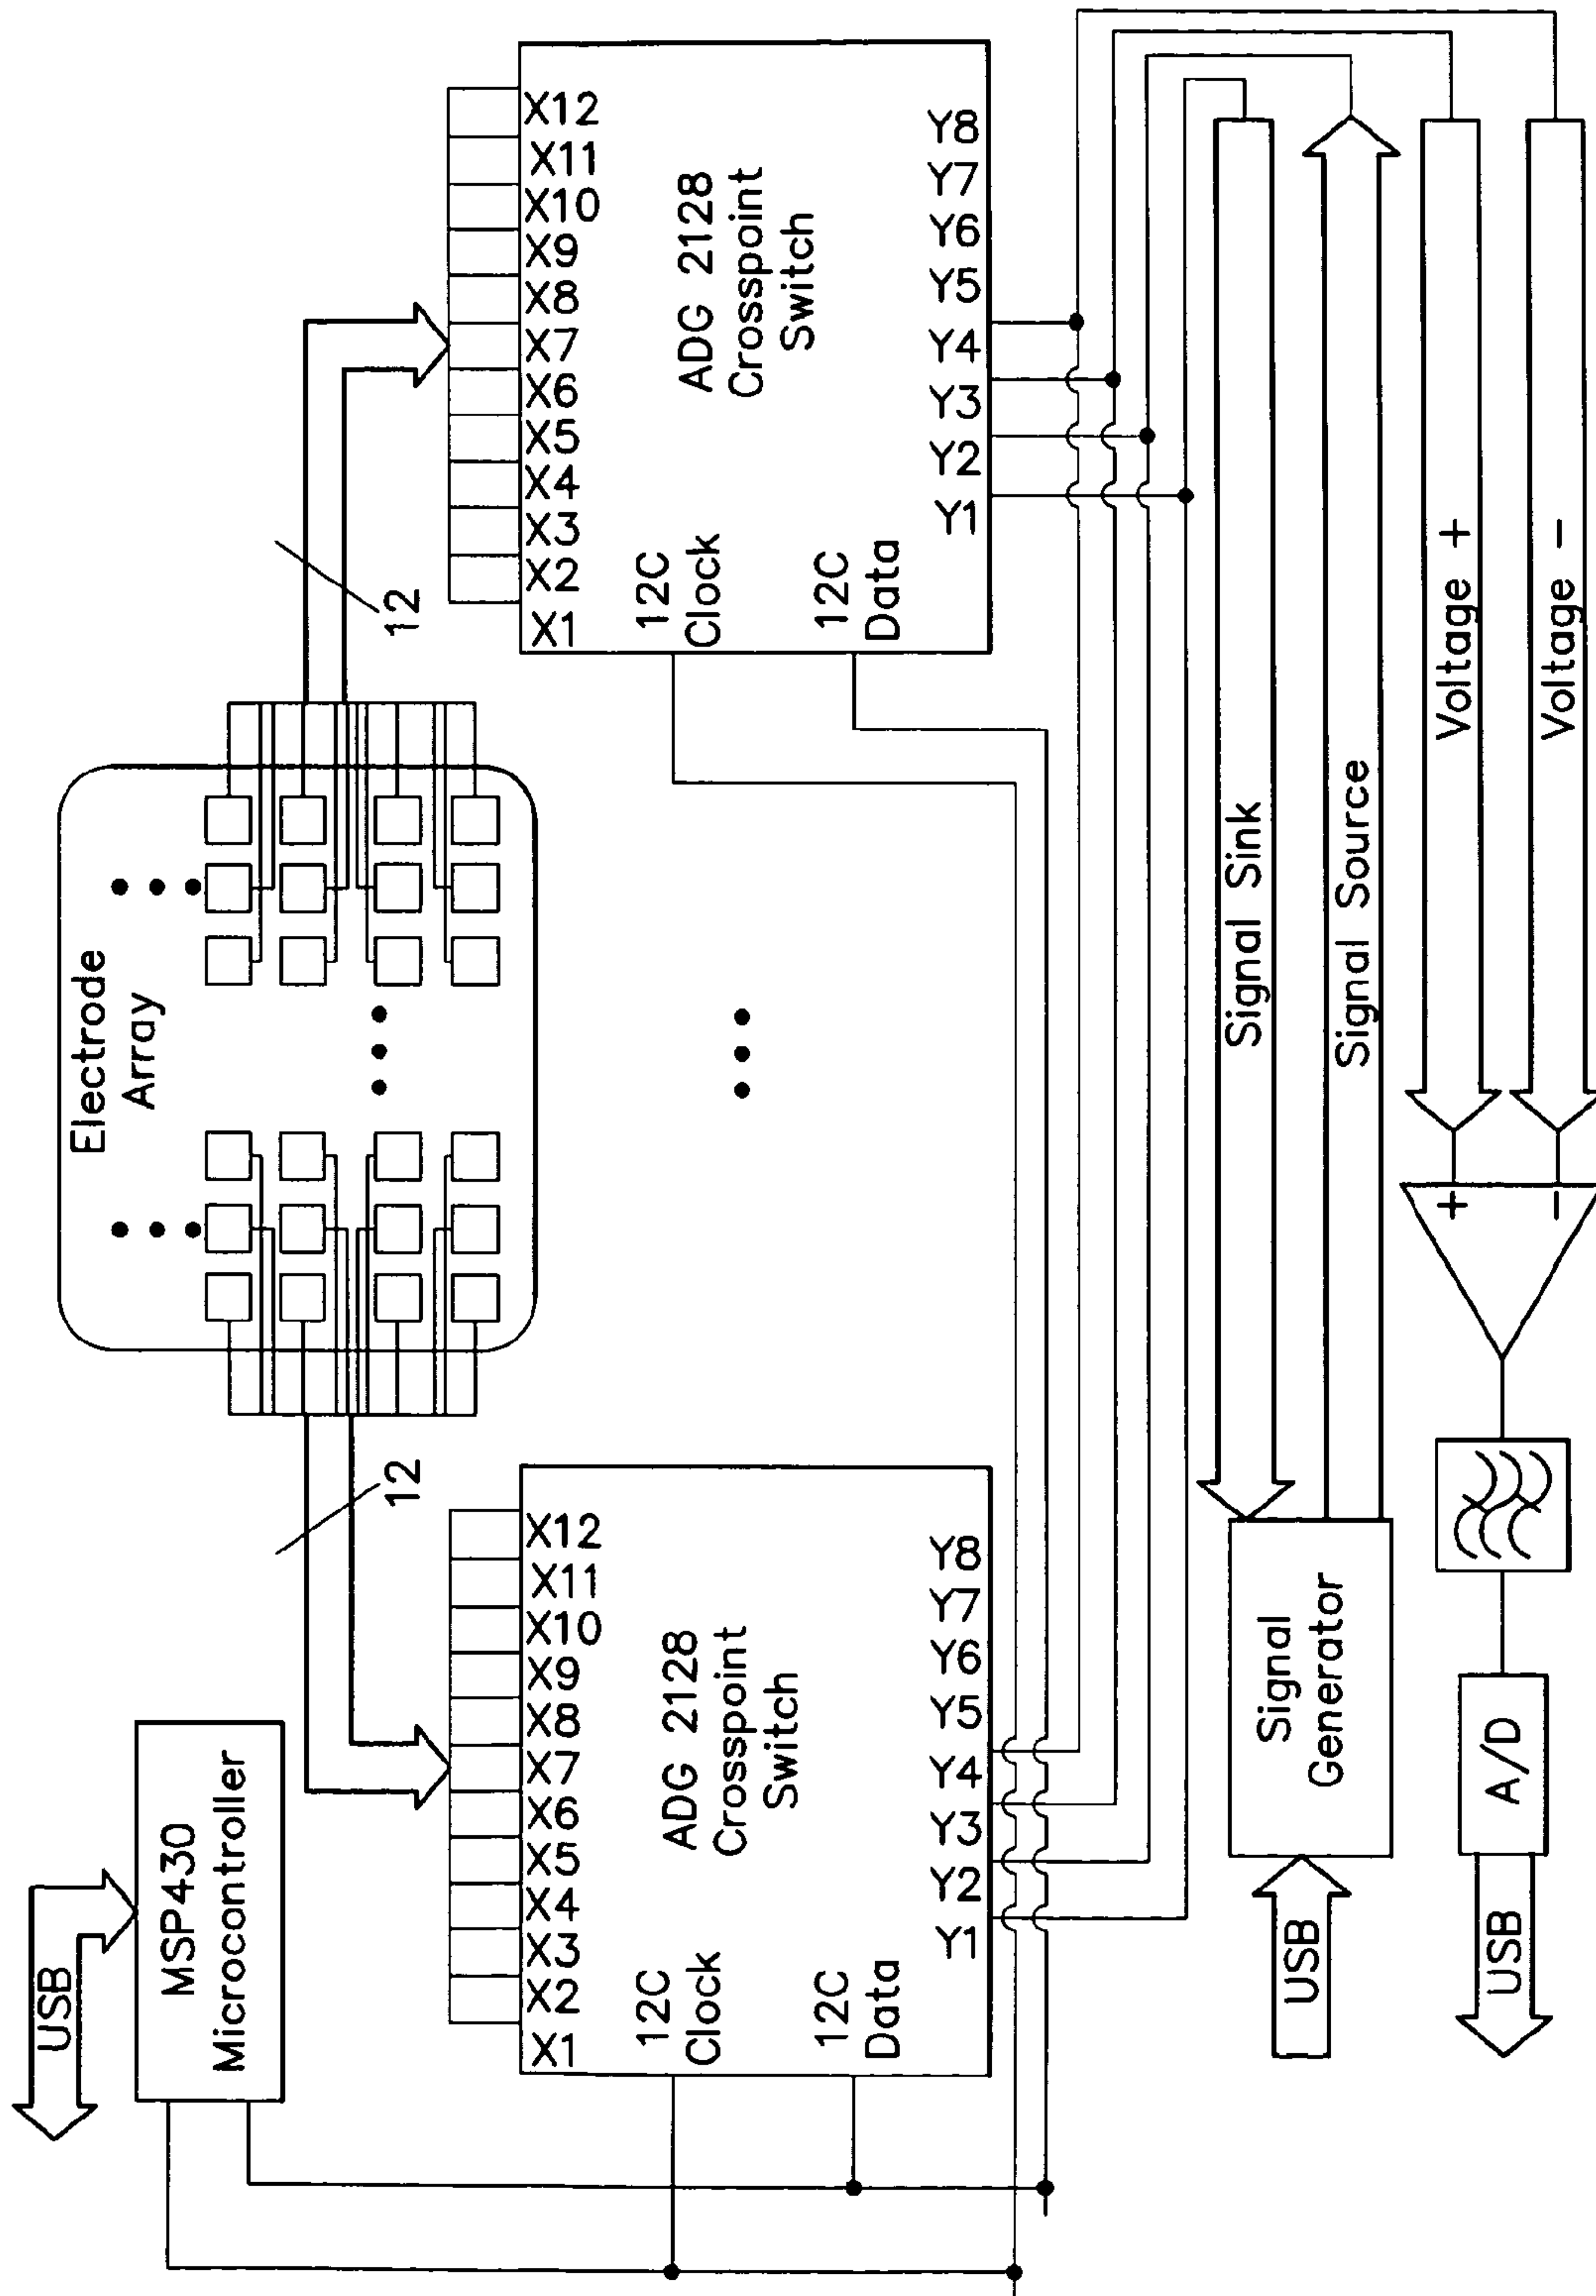 USB
MSP430
Microcontroller
Electrode
Array
12
12
X1
X2
X3
X4
X5
X6
X7
X8
X9
X10
X11
X12
12C
Clock
12C
Data
ADG 2128
Crosspoint
Switch
Y1
Y2
Y3
Y4
Y5
Y6
Y7
Y8
X1
X2
X3
X4
X5
X6
X7
X8
X9
X10
X11
X12
12C
Clock
12C
Data
ADG 2128
Crosspoint
Switch
Y1
Y2
Y3
Y4
Y5
Y6
Y7
Y8
USB
Signal
Generator
Signal Sink
Signal Source
USB
A/D
+
−
Voltage +
Voltage −